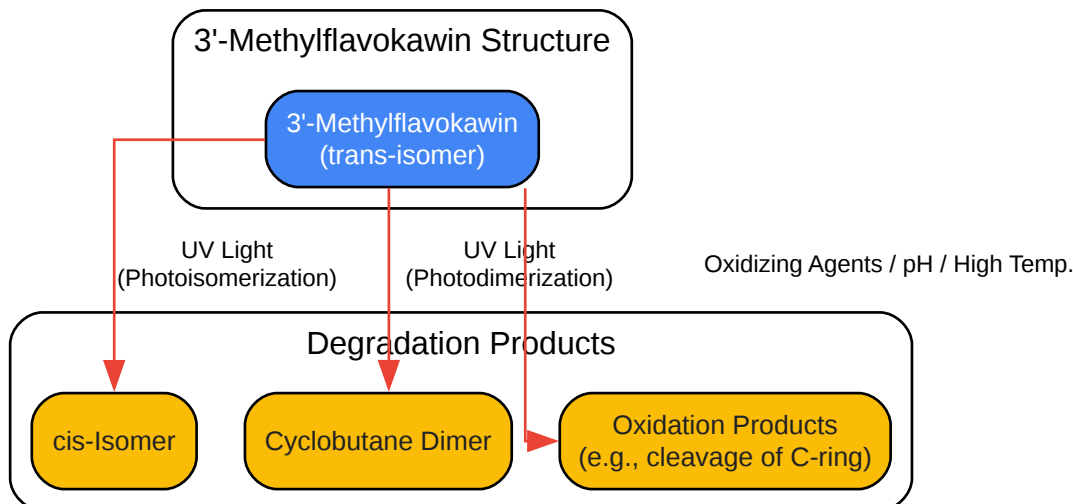 3'-Methylflavokawin Structure
3'-Methylflavokawin
(trans-isomer)
UV Light
(Photoisomerization)
UV Light
(Photodimerization)
Oxidizing Agents / pH / High Temp.
Degradation Products
cis-Isomer
Cyclobutane Dimer
Oxidation Products
(e.g., cleavage of C-ring)